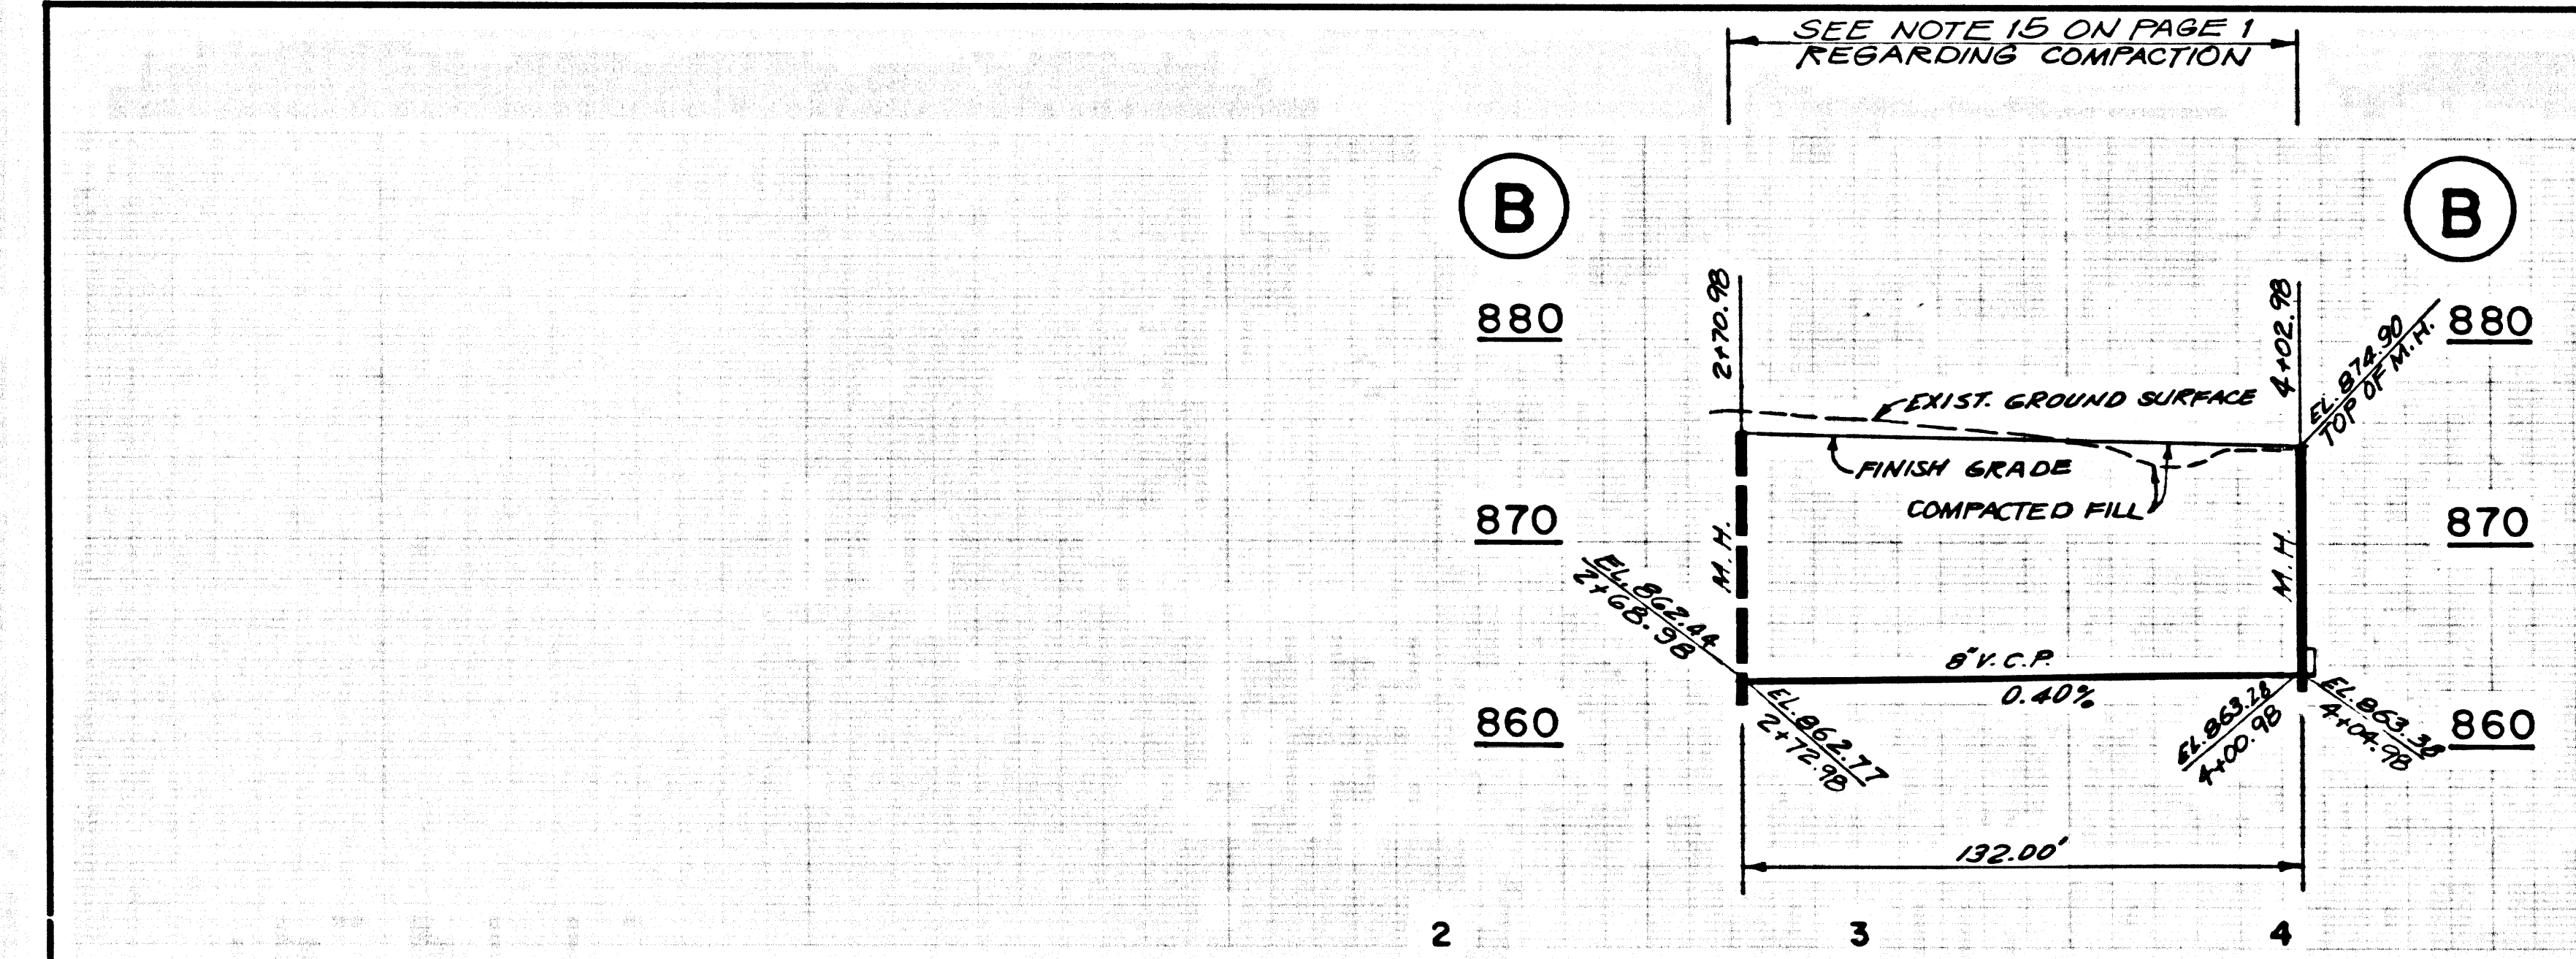 SEE NOTE 15 ON PAGE 1
REGARDING COMPACTION
B
B
880
2+70.98
4+02.98
EL. 874.90
TOP OF M.H.
880
EXIST. GROUND SURFACE
FINISH GRADE
COMPACTED FILL
870
M.H.
M.H.
870
EL. 862.44
2+68.98
8" V.C.P.
0.40%
860
EL. 862.77
2+72.98
EL. 863.28
4+00.98
EL. 863.38
4+04.98
860
132.00'
2
3
4